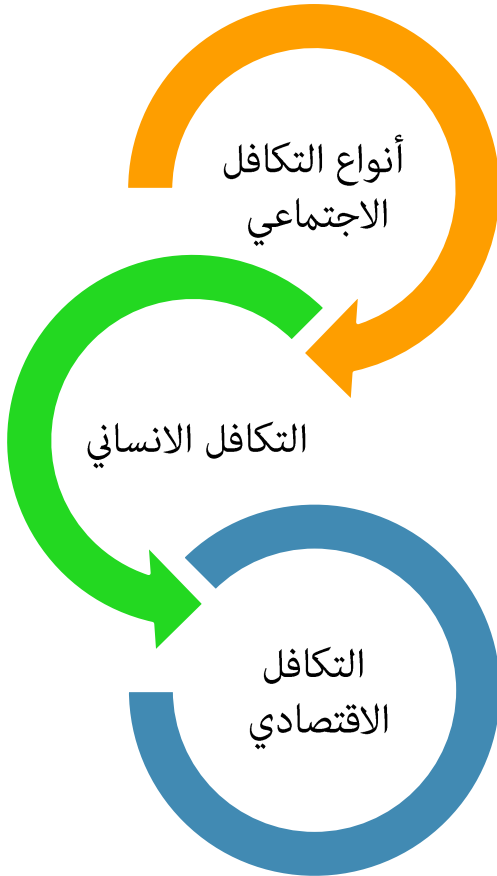 أنواع التكافل
الاجتماعي
التكافل الانساني
التكافل
الاقتصادي